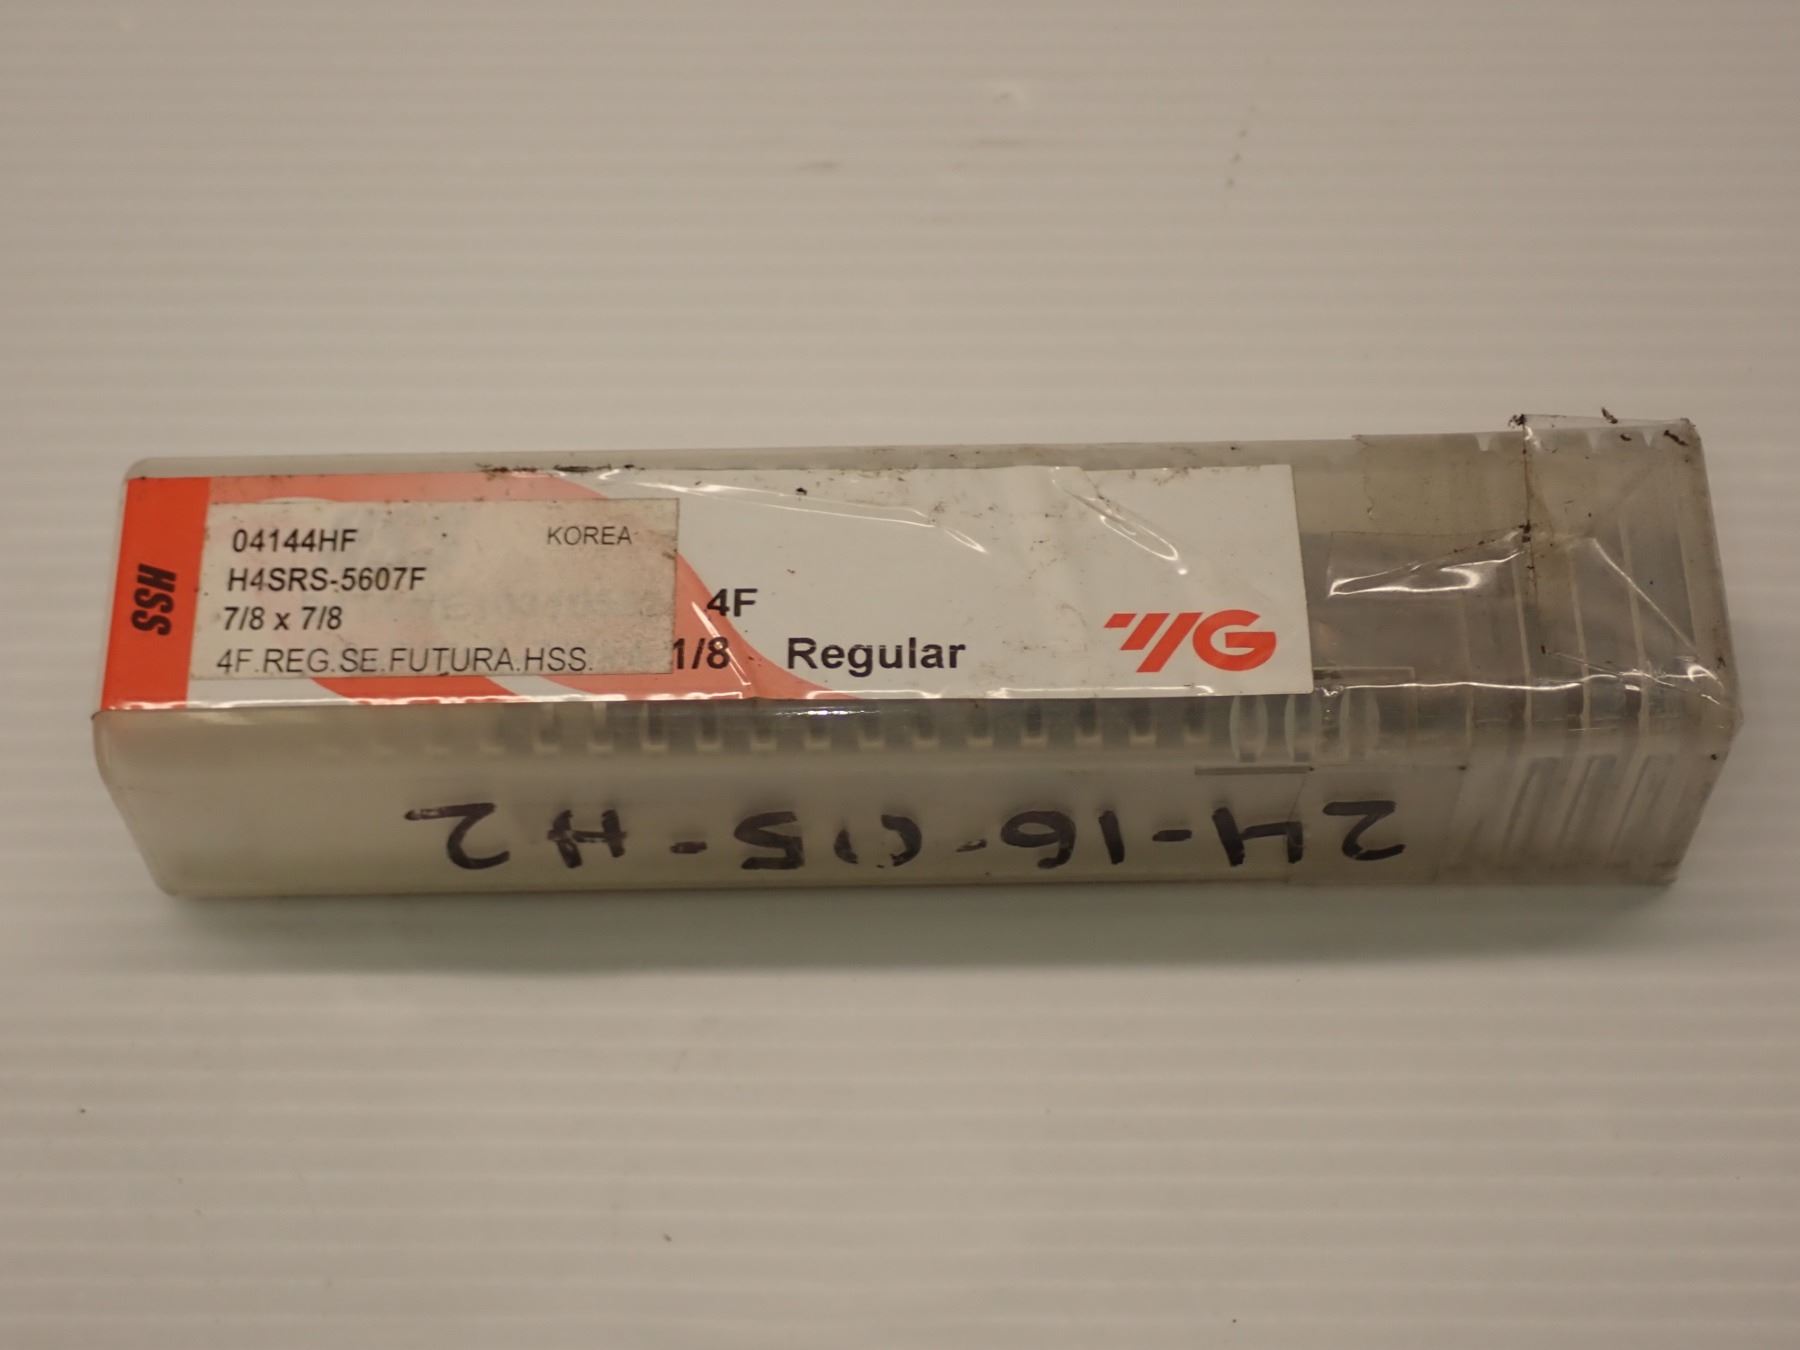 HSS
04144HF KOREA
H4SRS-5607F
7/8 x 7/8
4F.REG.SE.FUTURA.HSS.
4F
1/8 Regular
YG
24-16-015-H2